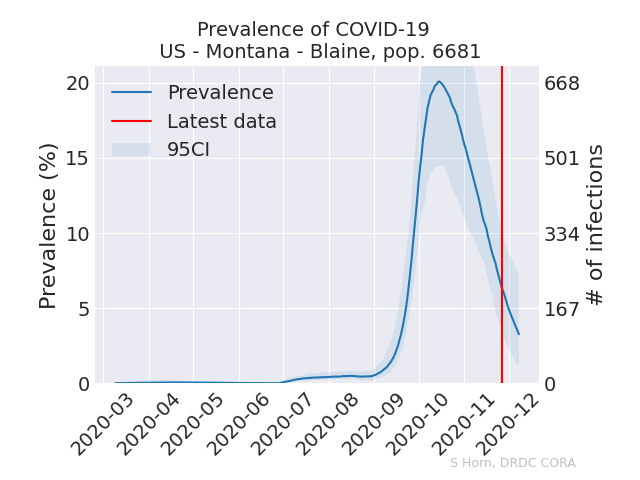 Prevalence of COVID-19
US - Montana - Blaine, pop. 6681
Prevalence
Latest data
95CI
Prevalence (%)
20
15
10
5
0
668
501
334
167
0
# of infections
2020-03
2020-04
2020-05
2020-06
2020-07
2020-08
2020-09
2020-10
2020-11
2020-12
S Horn, DRDC CORA